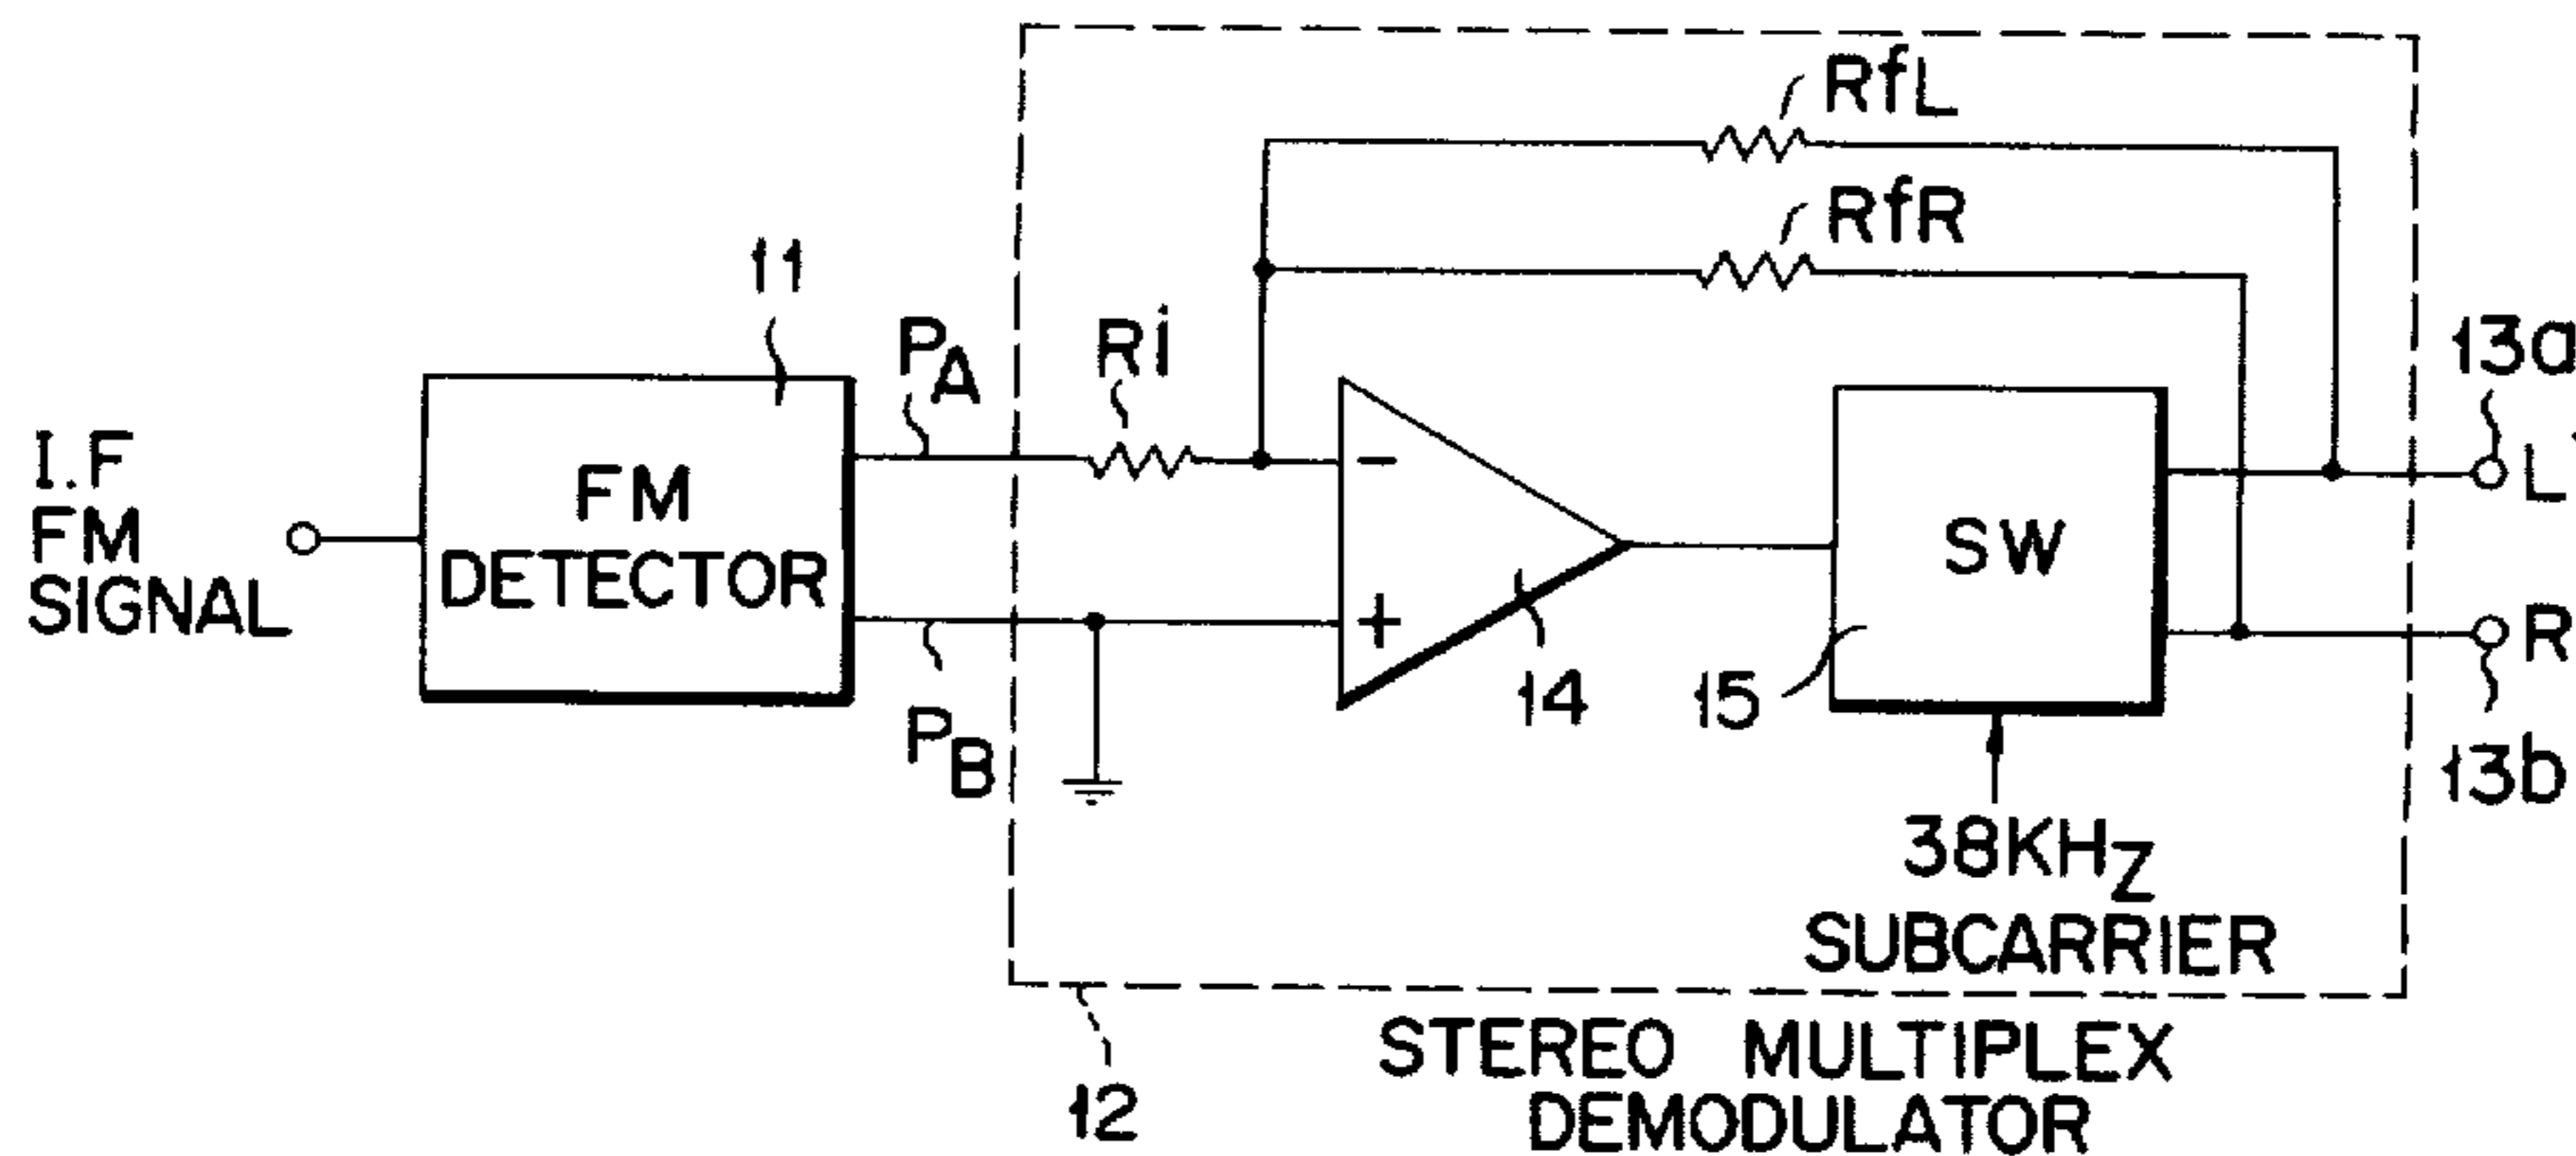 RfL
RfR
11
PA
Ri
13a
I.F
FM
SIGNAL
FM
DETECTOR
-
SW
L
+
R
14
15
PB
13b
38KHZ
SUBCARRIER
12
STEREO MULTIPLEX
DEMODULATOR